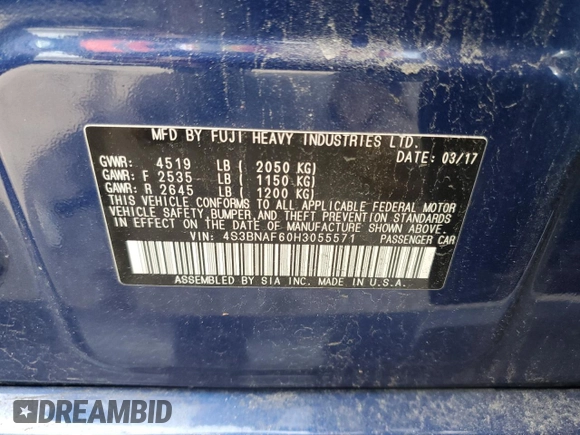 MFD BY FUJI HEAVY INDUSTRIES LTD.
GVWR: 4519 LB ( 2050 KG) DATE: 03/17
GAWR: F 2535 LB ( 1150 KG)
GAWR: R 2645 LB ( 1200 KG)
THIS VEHICLE CONFORMS TO ALL APPLICABLE FEDERAL MOTOR
VEHICLE SAFETY, BUMPER, AND THEFT PREVENTION STANDARDS
IN EFFECT ON THE DATE OF MANUFACTURE SHOWN ABOVE.
VIN: 4S3BNAF60H3055571 PASSENGER CAR
ASSEMBLED BY SIA INC. MADE IN U.S.A.
DREAMBID